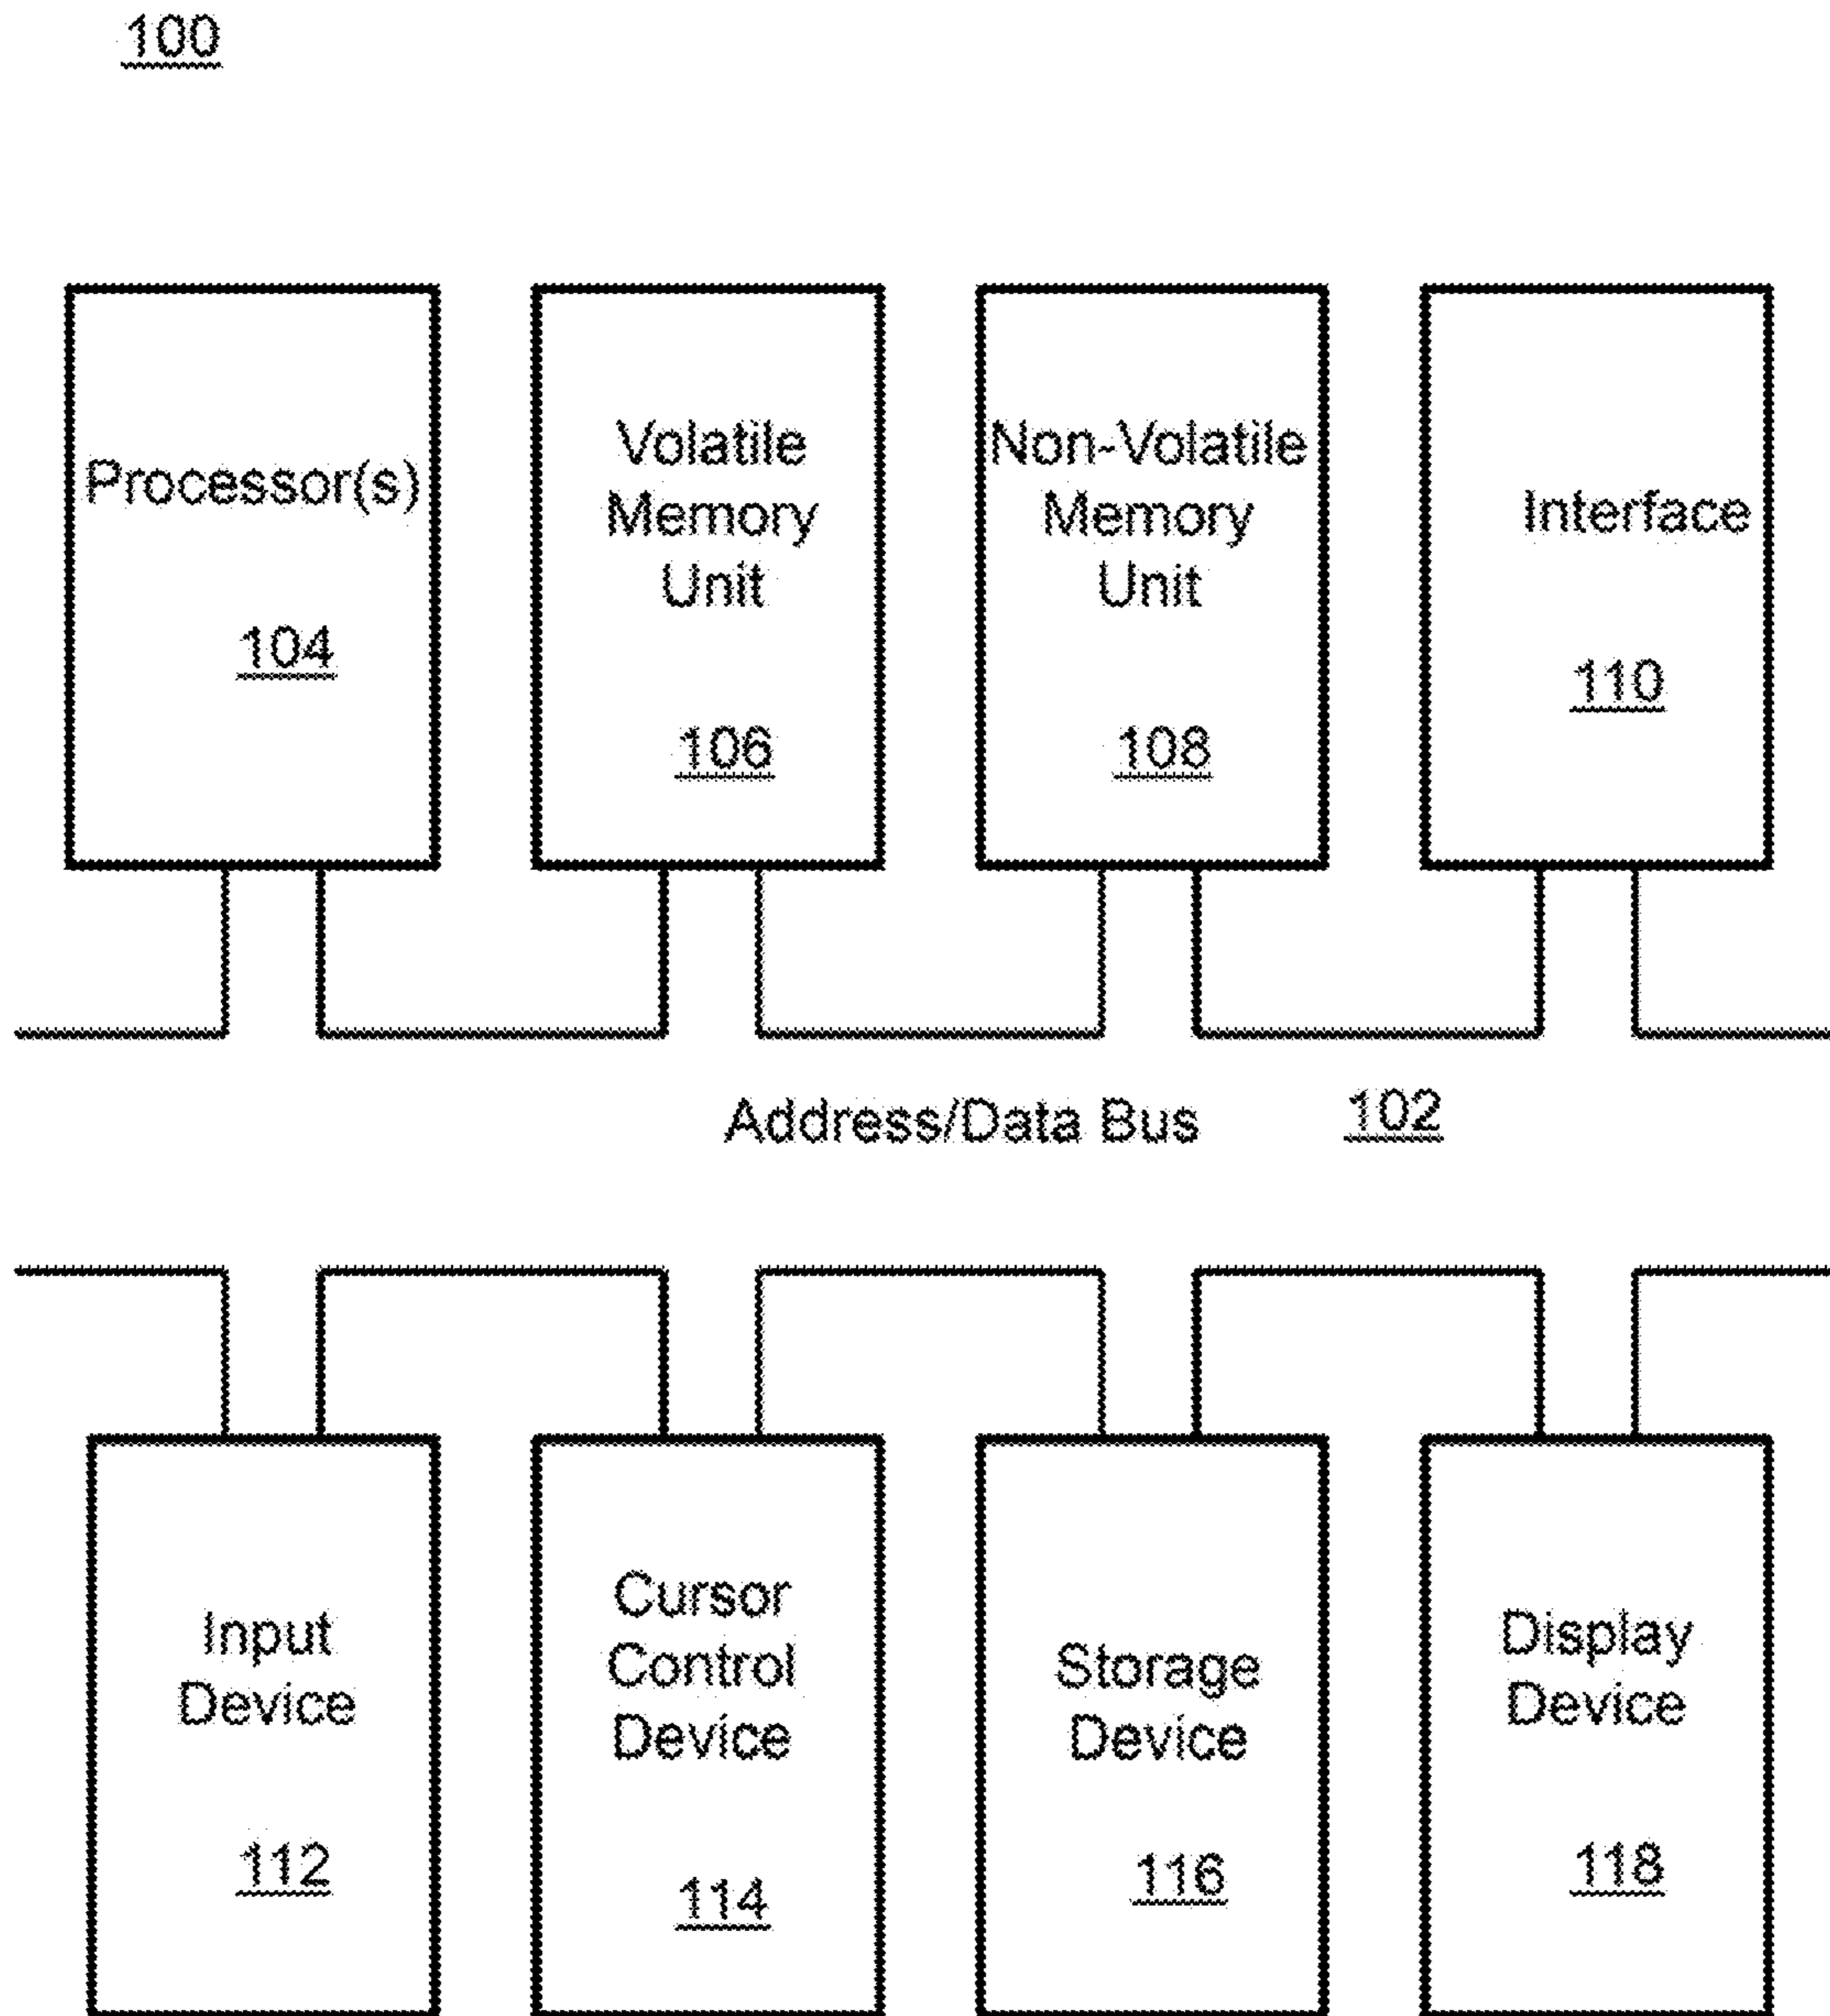 100
Processor(s)
104
Volatile
Memory
Unit
106
Non-Volatile
Memory
Unit
108
Interface
110
Address/Data Bus 102
Input
Device
112
Cursor
Control
Device
114
Storage
Device
116
Display
Device
118